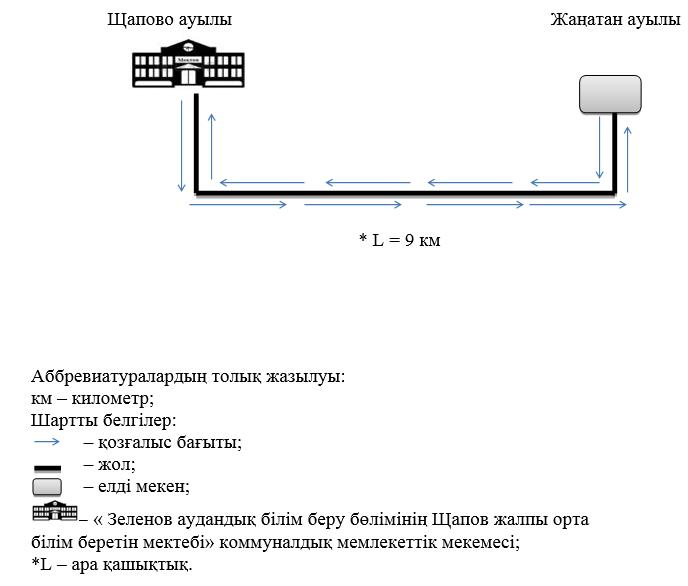 Щапово ауылы
Жаңатан ауылы
Мектеп
* L = 9 км
Аббревиатуралардың толық жазылуы:
км – километр;
Шартты белгілер:
– қозғалыс бағыты;
– жол;
– елді мекен;
– « Зеленов аудандық білім беру бөлімінің Щапов жалпы орта
білім беретін мектебі» коммуналдық мемлекеттік мекемесі;
*L – ара қашықтық.